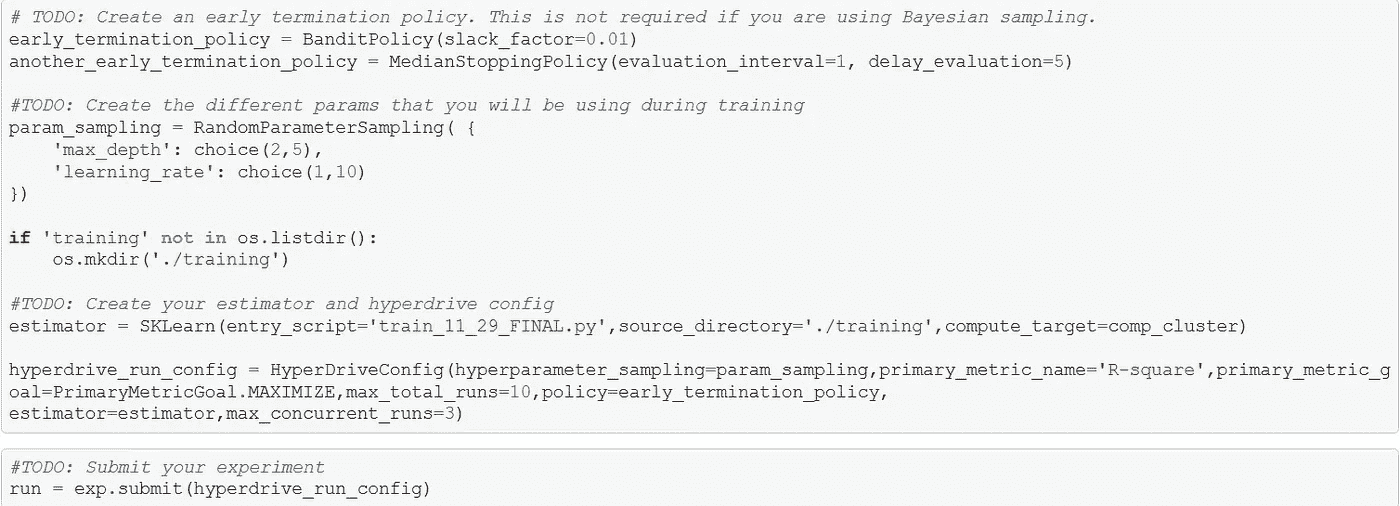 # TODO: Create an early termination policy. This is not required if you are using Bayesian sampling.
early_termination_policy = BanditPolicy(slack_factor=0.01)
another_early_termination_policy = MedianStoppingPolicy(evaluation_interval=1, delay_evaluation=5)
#TODO: Create the different params that you will be using during training
param_sampling = RandomParameterSampling( {
    'max_depth': choice(2,5),
    'learning_rate': choice(1,10)
})
if 'training' not in os.listdir():
    os.mkdir('./training')
#TODO: Create your estimator and hyperdrive config
estimator = SKLearn(entry_script='train_11_29_FINAL.py',source_directory='./training',compute_target=comp_cluster)
hyperdrive_run_config = HyperDriveConfig(hyperparameter_sampling=param_sampling,primary_metric_name='R-square',primary_metric_g
oal=PrimaryMetricGoal.MAXIMIZE,max_total_runs=10,policy=early_termination_policy,
estimator=estimator,max_concurrent_runs=3)
#TODO: Submit your experiment
run = exp.submit(hyperdrive_run_config)